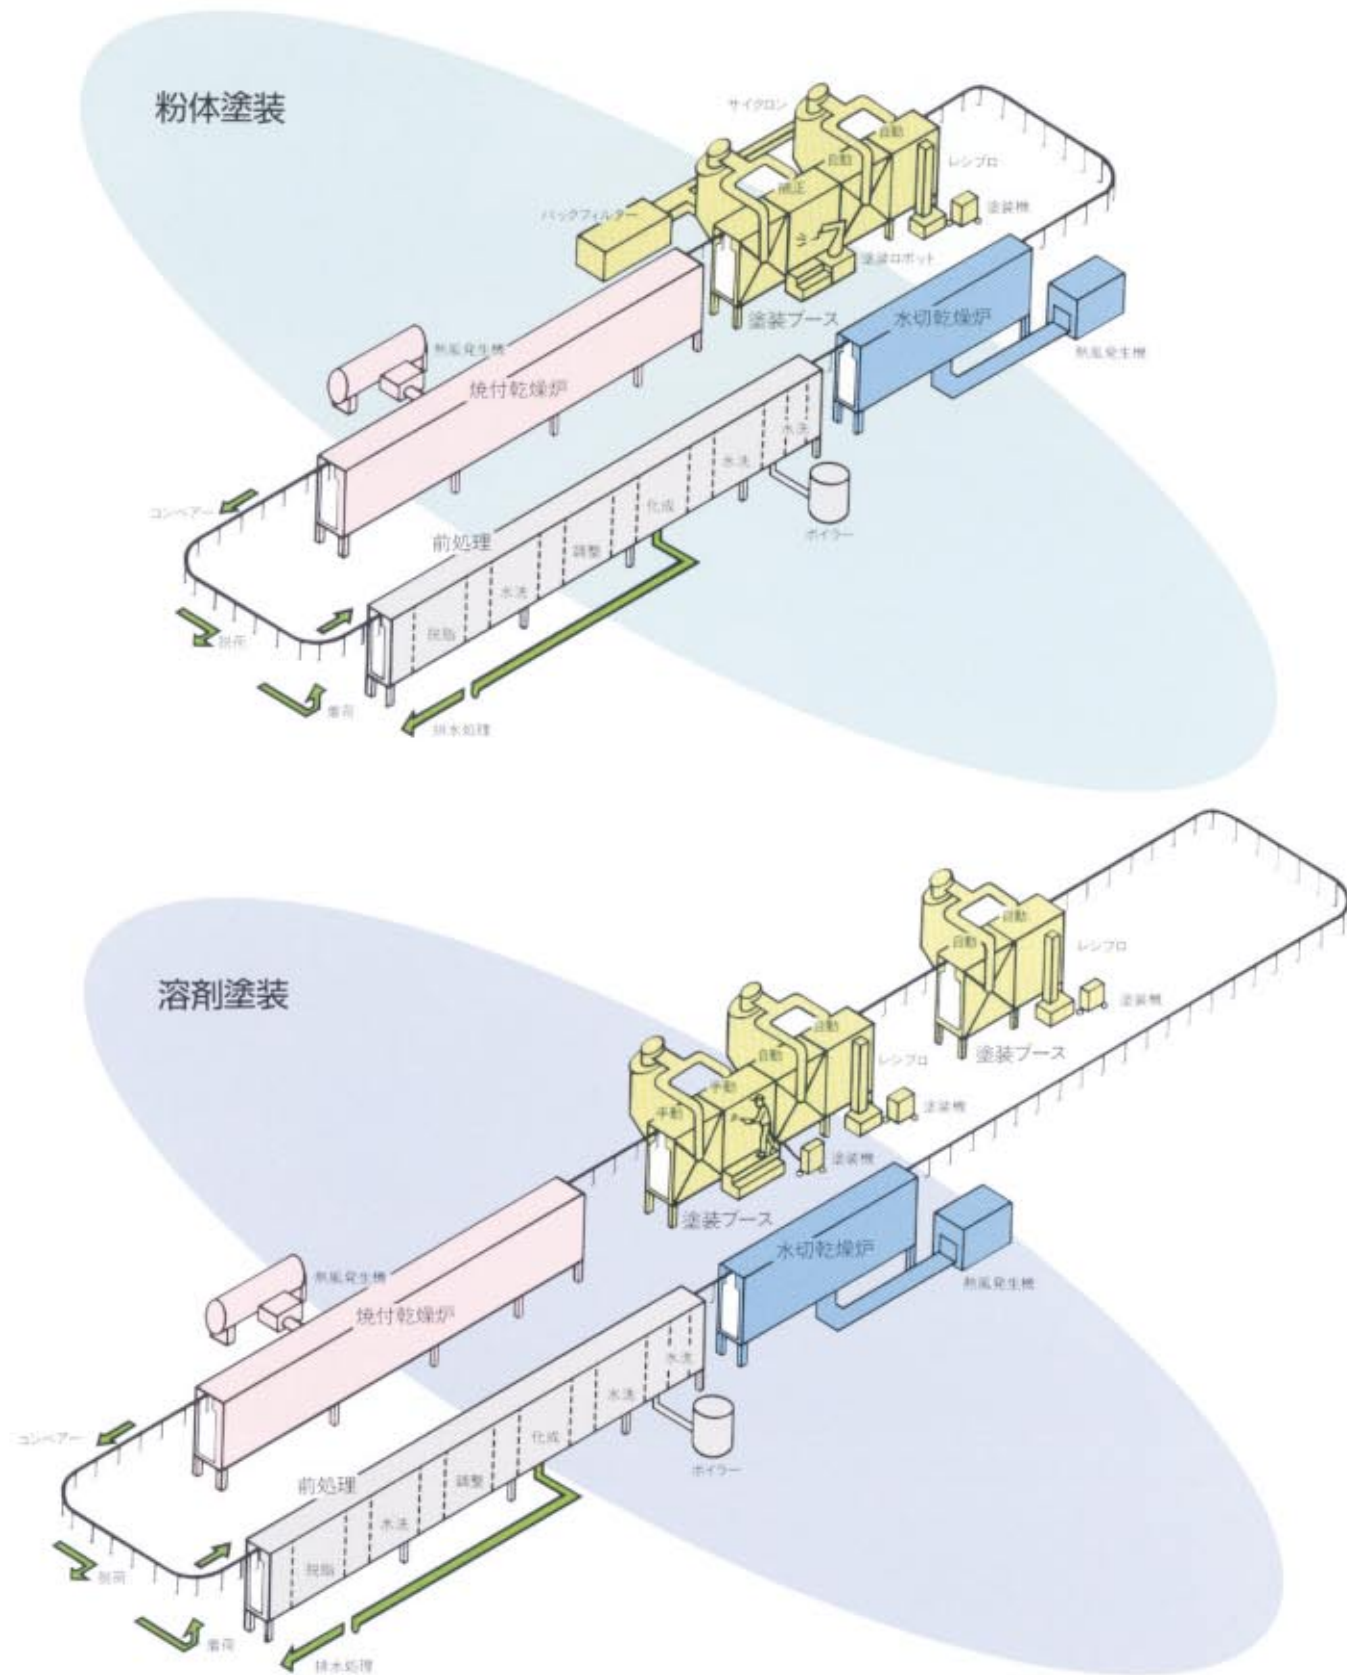 粉体塗装
サイクロン
自動
自動
レシプロ
補正
塗装機
バックフィルター
塗装ロボット
塗装ブース
水切乾燥炉
熱風発生機
熱風発生機
焼付乾燥炉
水洗
水洗
化成
ボイラー
コンベアー
前処理
調整
水洗
脱脂
脱荷
着荷
排水処理
溶剤塗装
自動
自動
レシプロ
塗装機
塗装ブース
自動
自動
レシプロ
手動
手動
塗装機
塗装機
塗装ブース
水切乾燥炉
熱風発生機
熱風発生機
焼付乾燥炉
水洗
水洗
化成
ボイラー
コンベアー
前処理
調整
水洗
脱脂
脱荷
着荷
排水処理